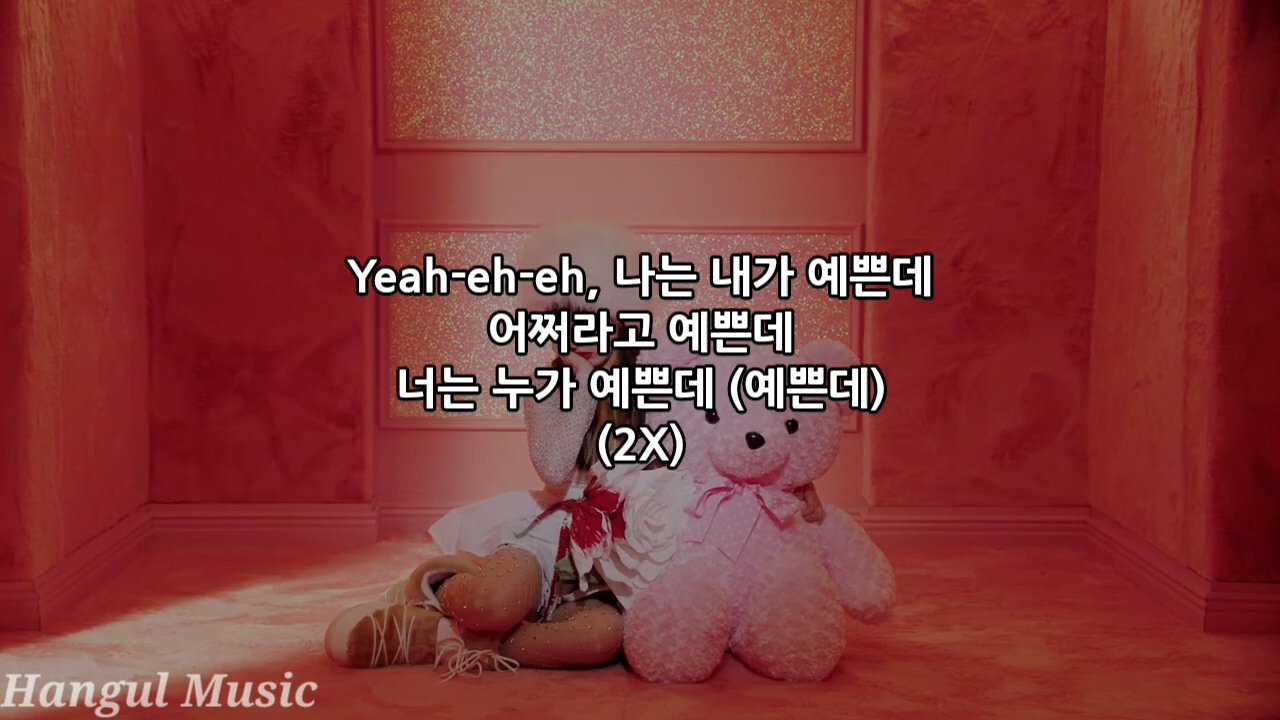 Yeah-eh-eh, 나는 내가 예쁜데
어쩌라고 예쁜데
너는 누가 예쁜데 (예쁜데)
(2X)
Hangul Music